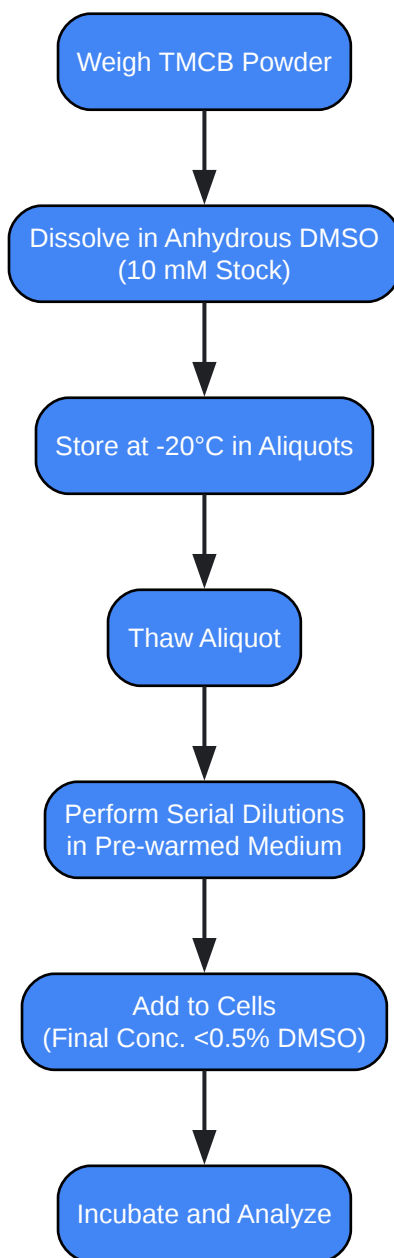 Weigh TMCB Powder
Dissolve in Anhydrous DMSO
(10 mM Stock)
Store at -20°C in Aliquots
Thaw Aliquot
Perform Serial Dilutions
in Pre-warmed Medium
Add to Cells
(Final Conc. <0.5% DMSO)
Incubate and Analyze